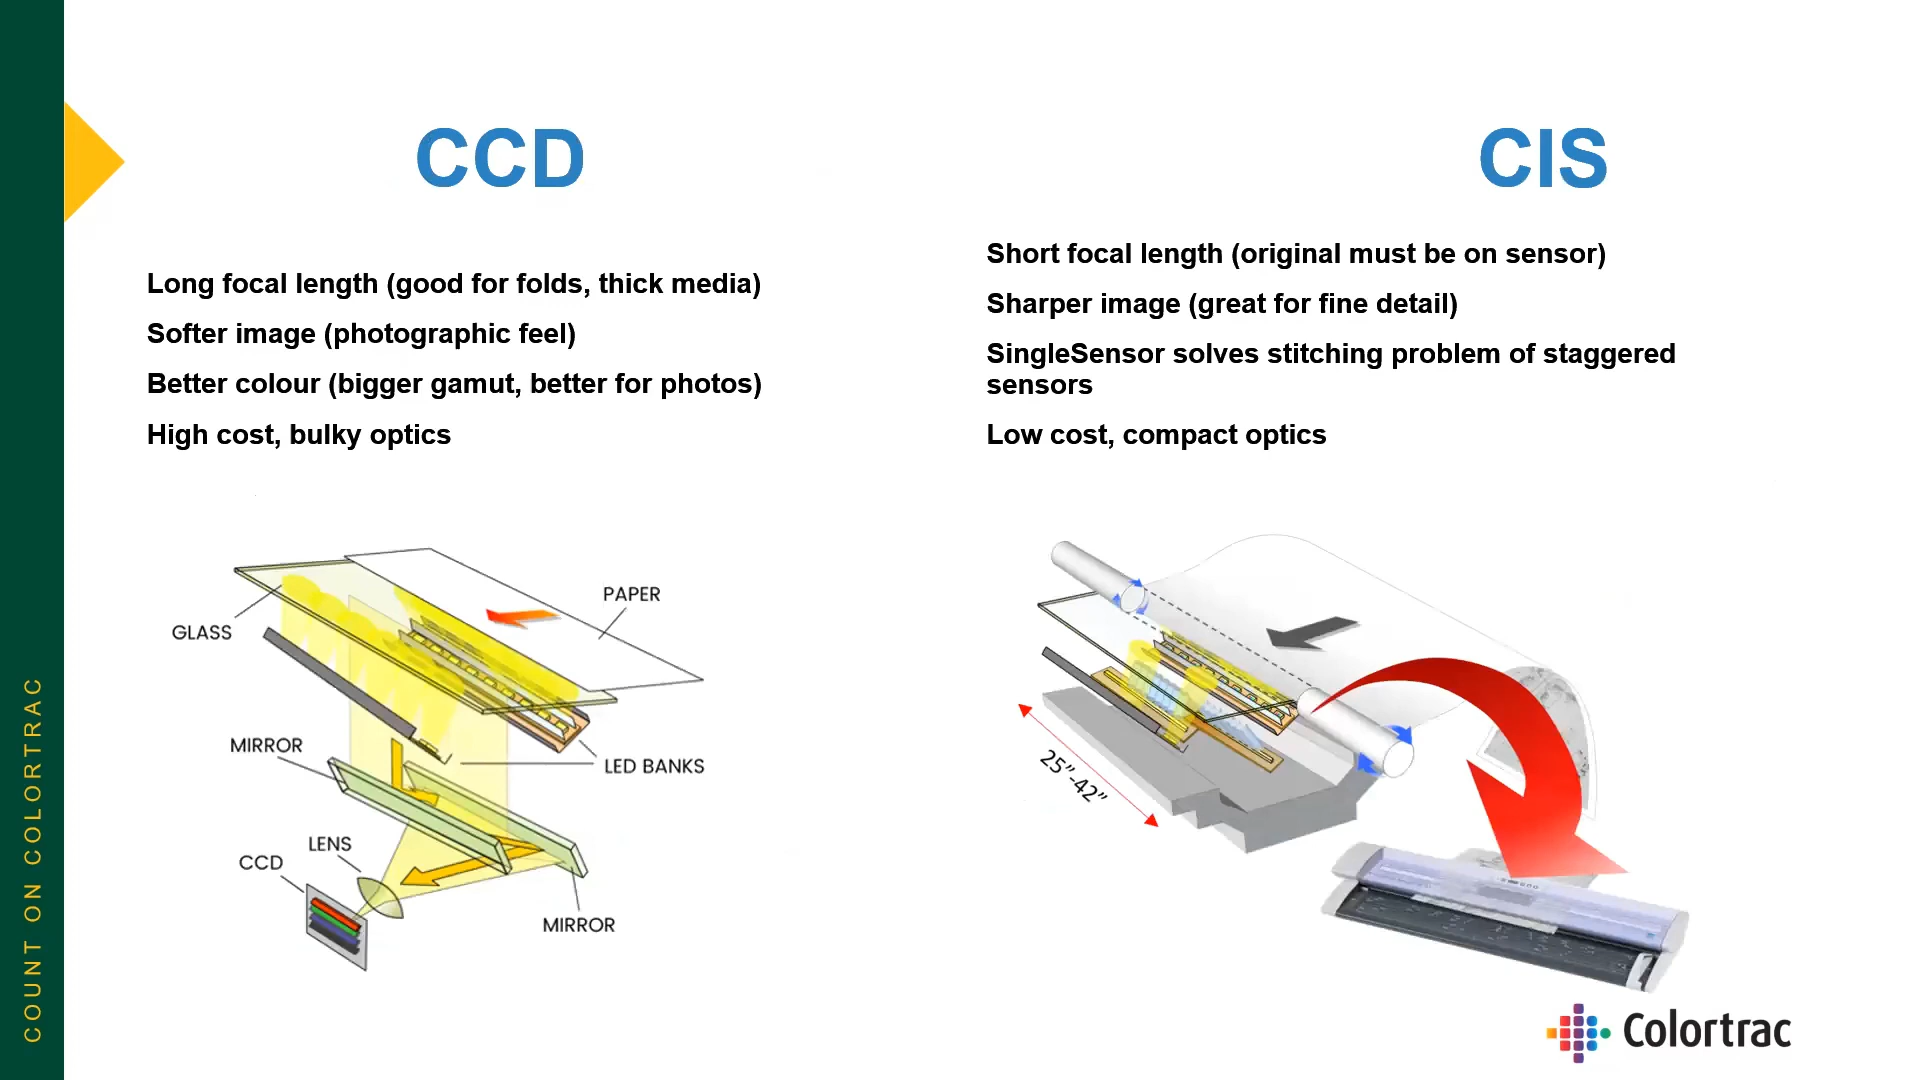 CCD
Long focal length (good for folds, thick media)
Softer image (photographic feel)
Better colour (bigger gamut, better for photos)
High cost, bulky optics
CIS
Short focal length (original must be on sensor)
Sharper image (great for fine detail)
SingleSensor solves stitching problem of staggered
sensors
Low cost, compact optics
PAPER
GLASS
MIRROR
LED BANKS
LENS
CCD
MIRROR
25”-42”
Colortrac
COUNT ON COLORTRAC